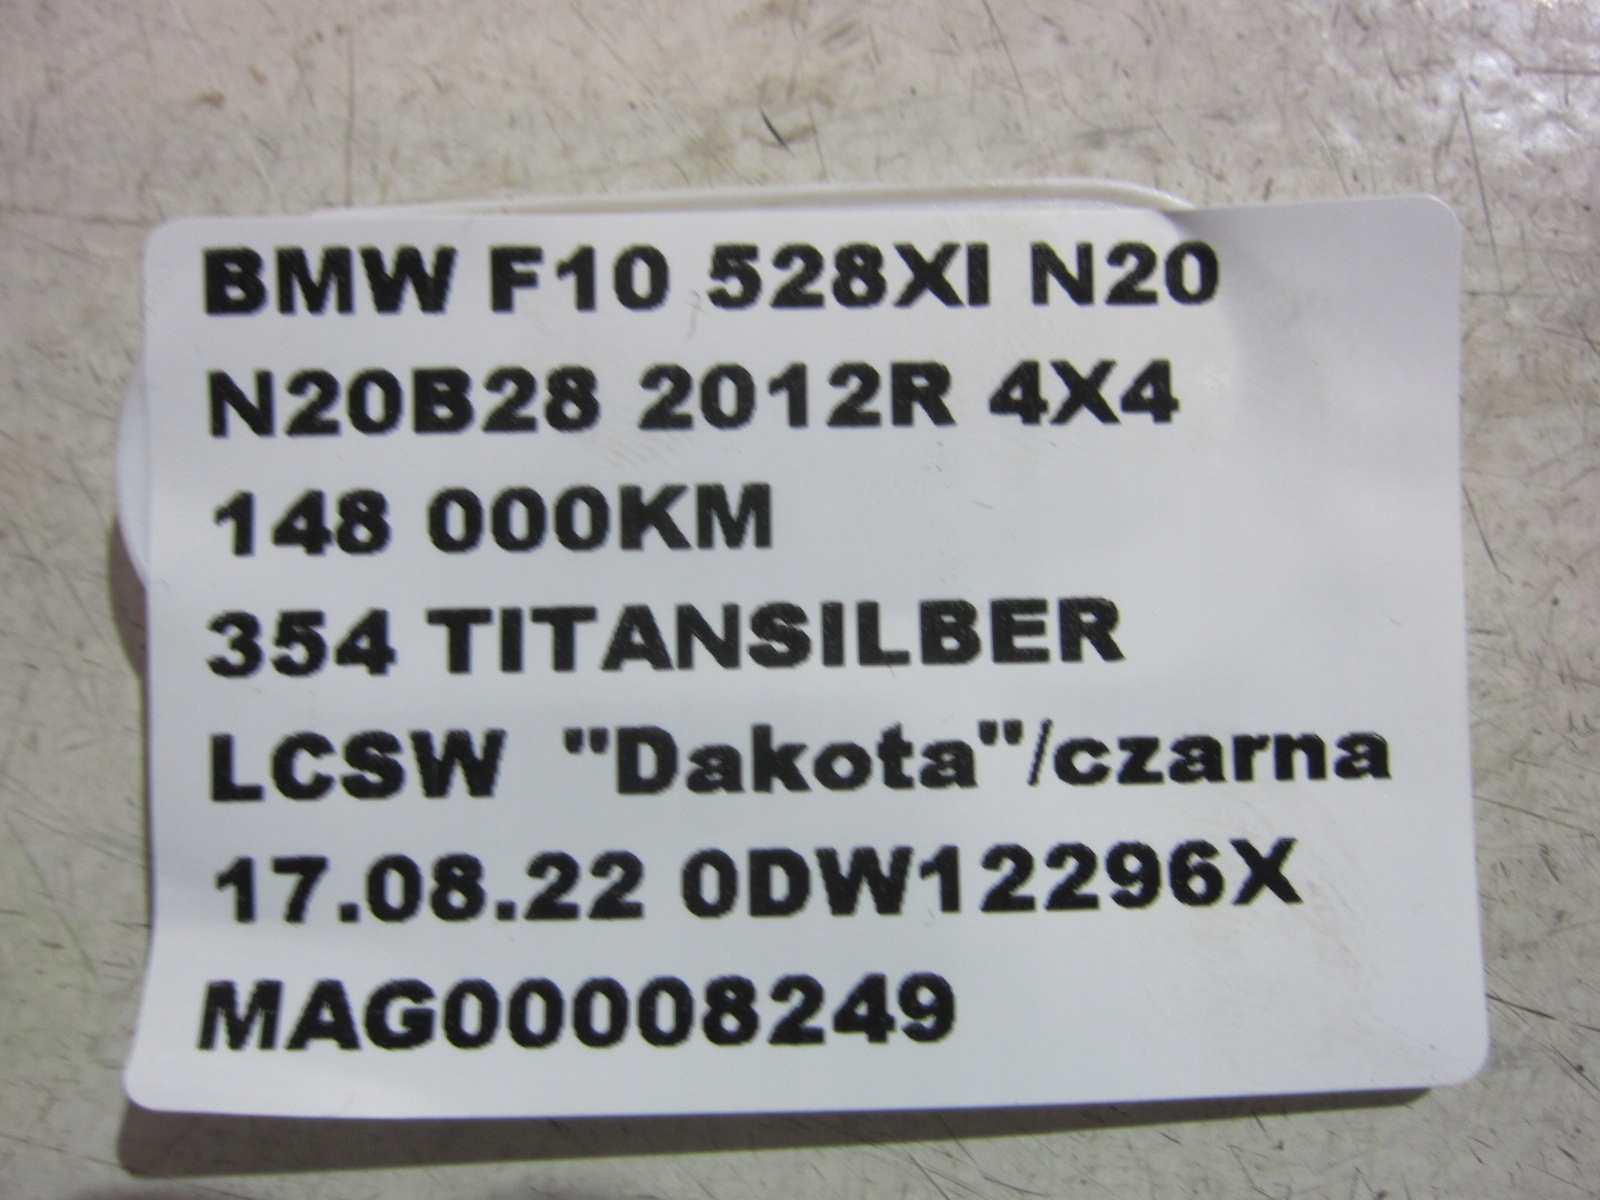 BMW F10 528XI N20
N20B28 2012R 4X4
148 000KM
354 TITANSILBER
LCSW "Dakota"/czarna
17.08.22 0DW12296X
MAG00008249